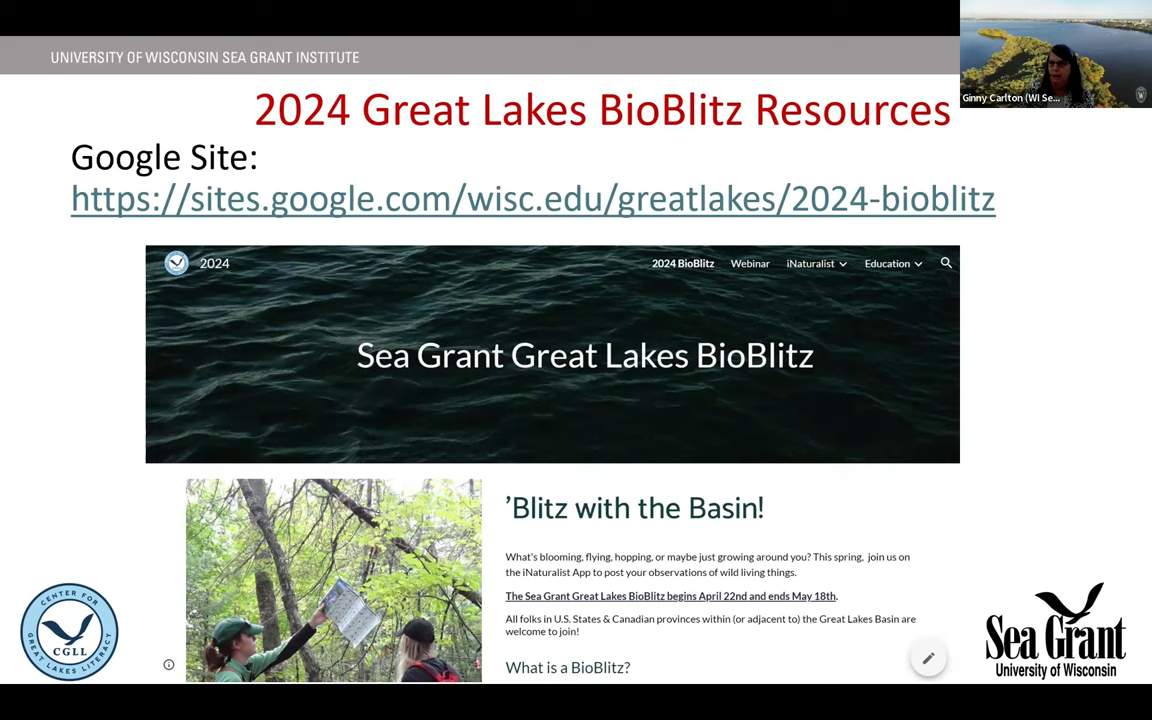 UNIVERSITY OF WISCONSIN SEA GRANT INSTITUTE
Ginny Carlton (WI Se...
2024 Great Lakes BioBlitz Resources
Google Site:
https://sites.google.com/wisc.edu/greatlakes/2024-bioblitz
2024
2024 BioBlitz
Webinar
iNaturalist
Education
Sea Grant Great Lakes BioBlitz
’Blitz with the Basin!
What's blooming, flying, hopping, or maybe just growing around you? This spring, join us on
the iNaturalist App to post your observations of wild living things.
The Sea Grant Great Lakes BioBlitz begins April 22nd and ends May 18th.
All folks in U.S. States & Canadian provinces within (or adjacent to) the Great Lakes Basin are
welcome to join!
What is a BioBlitz?
CENTER FOR
GREAT LAKES LITERACY
CGLL
Sea Grant
University of Wisconsin